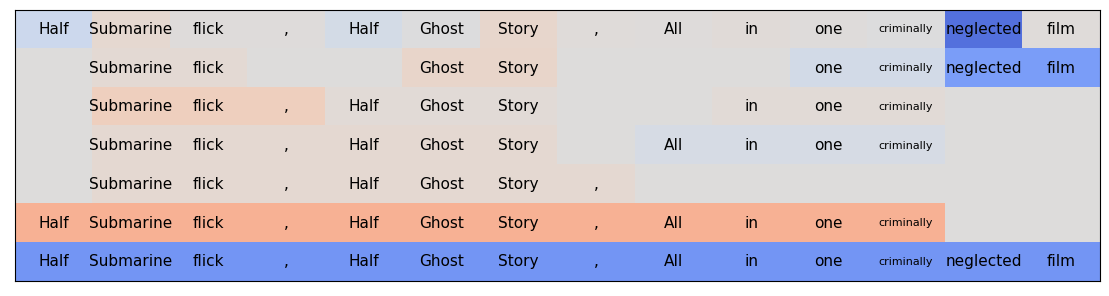 Half Submarine flick , Half Ghost Story , All in one criminally neglected film
Submarine flick Ghost Story one criminally neglected film
Submarine flick , Half Ghost Story in one criminally
Submarine flick , Half Ghost Story All in one criminally
Submarine flick , Half Ghost Story ,
Half Submarine flick , Half Ghost Story , All in one criminally
Half Submarine flick , Half Ghost Story , All in one criminally neglected film